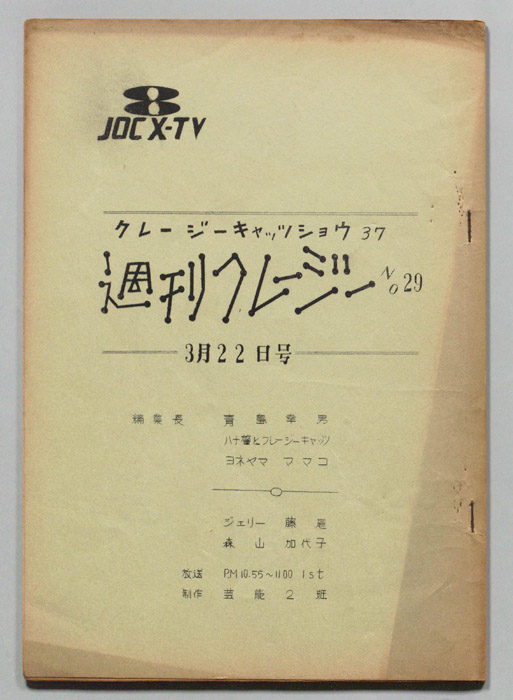 8
JOCX-TV
クレージーキャッツショウ 37
週刊クレージー No29
3月22日号
編集長 青島幸男
ハナ肇とクレージーキャッツ
ヨネヤマ ママコ
ジェリー 藤尾
森山 加代子
放送 P.M 10.55〜11.00 1st
制作 芸能2班